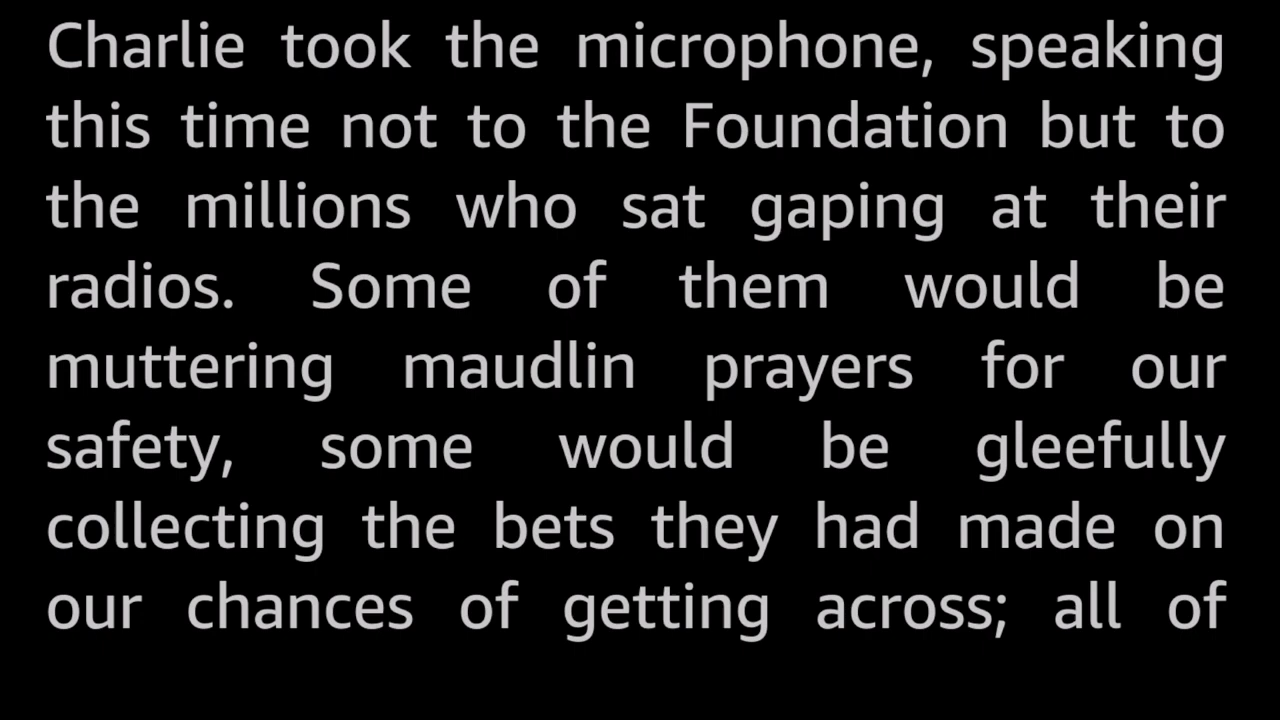 Charlie took the microphone, speaking
this time not to the Foundation but to
the millions who sat gaping at their
radios. Some of them would be
muttering maudlin prayers for our
safety, some would be gleefully
collecting the bets they had made on
our chances of getting across; all of